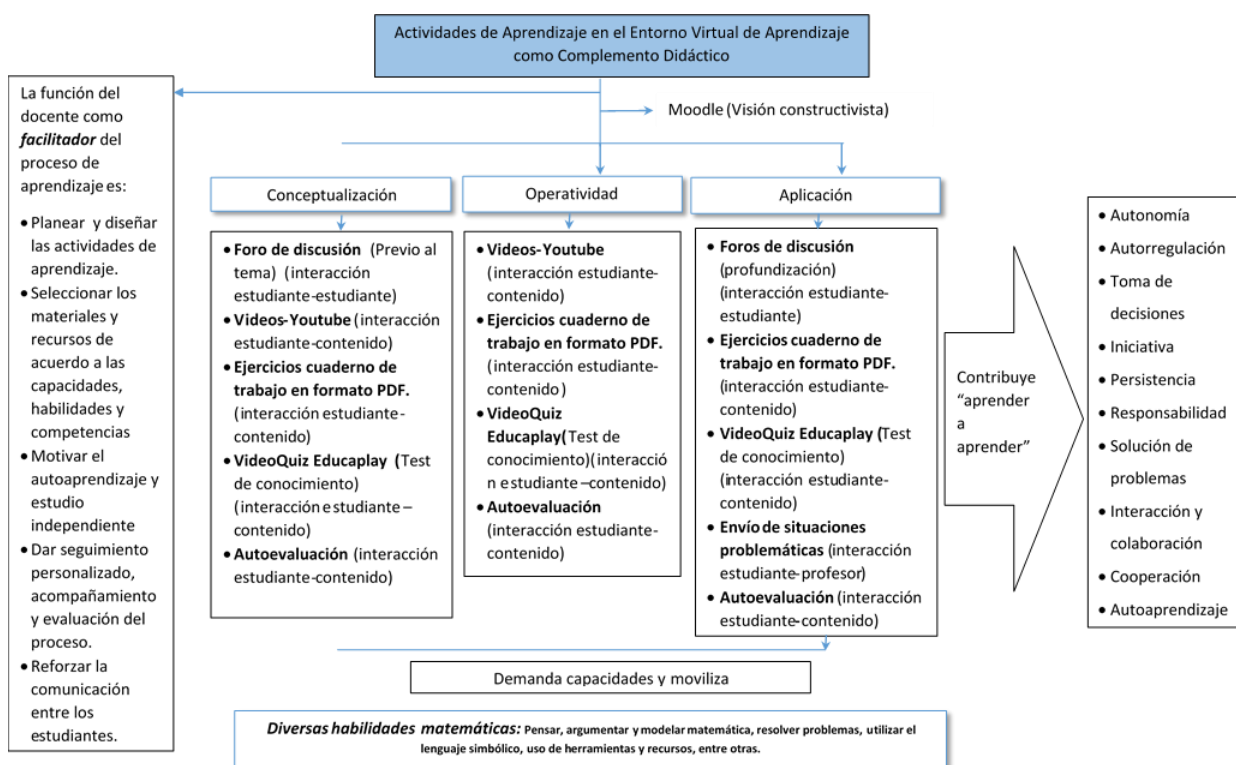 Actividades de Aprendizaje en el Entorno Virtual de Aprendizaje
como Complemento Didáctico
Moodle (Visión constructivista)
La función del
docente como
facilitador del
proceso de
aprendizaje es:
• Planear y diseñar
las actividades de
aprendizaje.
• Seleccionar los
materiales y
recursos de
acuerdo a las
capacidades,
habilidades y
competencias
• Motivar el
autoaprendizaje y
estudio
independiente
• Dar seguimiento
personalizado,
acompañamiento
y evaluación del
proceso.
• Reforzar la
comunicación
entre los
estudiantes.
Conceptualización
• Foro de discusión (Previo al
tema) (interacción
estudiante-estudiante)
• Videos-Youtube (interacción
estudiante-contenido)
• Ejercicios cuaderno de
trabajo en formato PDF.
(interacción estudiante-
contenido)
• VideoQuiz Educaplay (Test
de conocimiento)
(interacción estudiante –
contenido)
• Autoevaluación (interacción
estudiante-contenido)
Operatividad
• Videos-Youtube
(interacción estudiante-
contenido)
• Ejercicios cuaderno de
trabajo en formato PDF.
(interacción estudiante-
contenido)
• VideoQuiz
Educaplay(Test de
conocimiento)(interacció
n estudiante –contenido)
• Autoevaluación
(interacción estudiante-
contenido)
Aplicación
• Foros de discusión
(profundización)
(interacción estudiante-
estudiante)
• Ejercicios cuaderno de
trabajo en formato PDF.
(interacción estudiante-
contenido)
• VideoQuiz Educaplay (Test
de conocimiento)
(interacción estudiante-
contenido)
• Envío de situaciones
problemáticas (interacción
estudiante-profesor)
• Autoevaluación (interacción
estudiante-contenido)
Contribuye
“aprender
a
aprender”
• Autonomía
• Autorregulación
• Toma de
decisiones
• Iniciativa
• Persistencia
• Responsabilidad
• Solución de
problemas
• Interacción y
colaboración
• Cooperación
• Autoaprendizaje
Demanda capacidades y moviliza
Diversas habilidades matemáticas: Pensar, argumentar y modelar matemática, resolver problemas, utilizar el
lenguaje simbólico, uso de herramientas y recursos, entre otras.